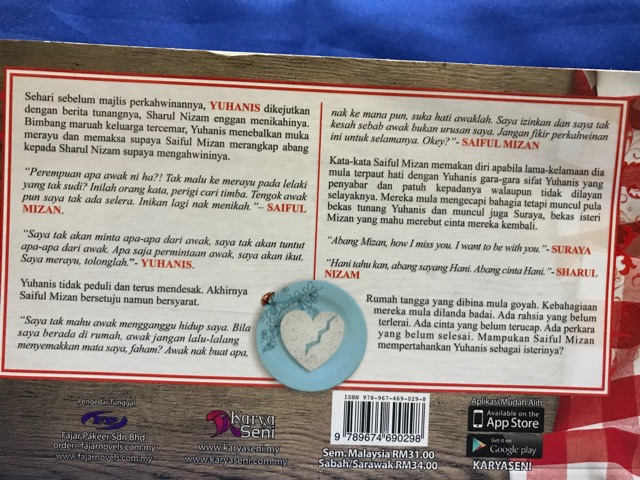 Sehari sebelum majlis perkahwinannya, YUHANIS dikejutkan
dengan berita tunangnya, Sharul Nizam enggan menikahinya.
Bimbang maruah keluarga tercemar, Yuhanis menebalkan muka
merayu dan memaksa supaya Saiful Mizan merangkap abang
kepada Sharul Nizam supaya mengahwininya.
"Perempuan apa awak ni ha?! Tak malu ke merayu pada lelaki
yang tak sudi? Inilah orang kata, perigi cari timba. Tengok awak
pun saya tak ada selera. Inikan lagi nak menikah."– SAIFUL
MIZAN.
"Saya tak akan minta apa-apa dari awak, saya tak akan tuntut
apa-apa dari awak. Apa saja permintaan awak, saya akan ikut.
Saya merayu, tolonglah."- YUHANIS.
Yuhanis tidak peduli dan terus mendesak. Akhirnya
Saiful Mizan bersetuju namun bersyarat.
"Saya tak mahu awak mengganggu hidup saya. Bila
saya berada di rumah, awak jangan lalu-lalang
menyemakkan mata saya, faham? Awak nak buat apa,
nak ke mana pun, suka hati awaklah. Saya izinkan dan saya tak
kesah sebab awak bukan urusan saya. Jangan fikir perkahwinan
ini untuk selamanya. Okey?"- SAIFUL MIZAN
Kata-kata Saiful Mizan memakan diri apabila lama-kelamaan dia
mula terpaut hati dengan Yuhanis gara-gara sifat Yuhanis yang
penyabar dan patuh kepadanya walaupun tidak dilayan
selayaknya. Mereka mula mengecapi bahagia tetapi muncul pula
bekas tunang Yuhanis dan muncul juga Suraya, bekas isteri
Mizan yang mahu merebut cinta mereka kembali.
"Abang Mizan, how I miss you. I want to be with you."- SURAYA
"Hani tahu kan, abang sayang Hani. Abang cinta Hani."- SHARUL
NIZAM
Rumah tangga yang dibina mula goyah. Kebahagiaan
mereka mula dilanda badai. Ada rahsia yang belum
terlerai. Ada cinta yang belum terucap. Ada perkara
yang belum selesai. Mampukan Saiful Mizan
mempertahankan Yuhanis sebagai isterinya?
Pengedar Tunggal:
Fajar Pakeer Sdn Bhd
order@fajarnovels.com.my
www.fajarnovels.com.my
Karya
Seni
www.karyaseni.my
www.karyaseni.com.my
ISBN 978-967-469-029-8
9 789674 690298
Sem. Malaysia RM31.00
Sabah/Sarawak RM34.00
Aplikasi Mudah Alih
Available on the
App Store
Get it on
Google play
KARYASENI